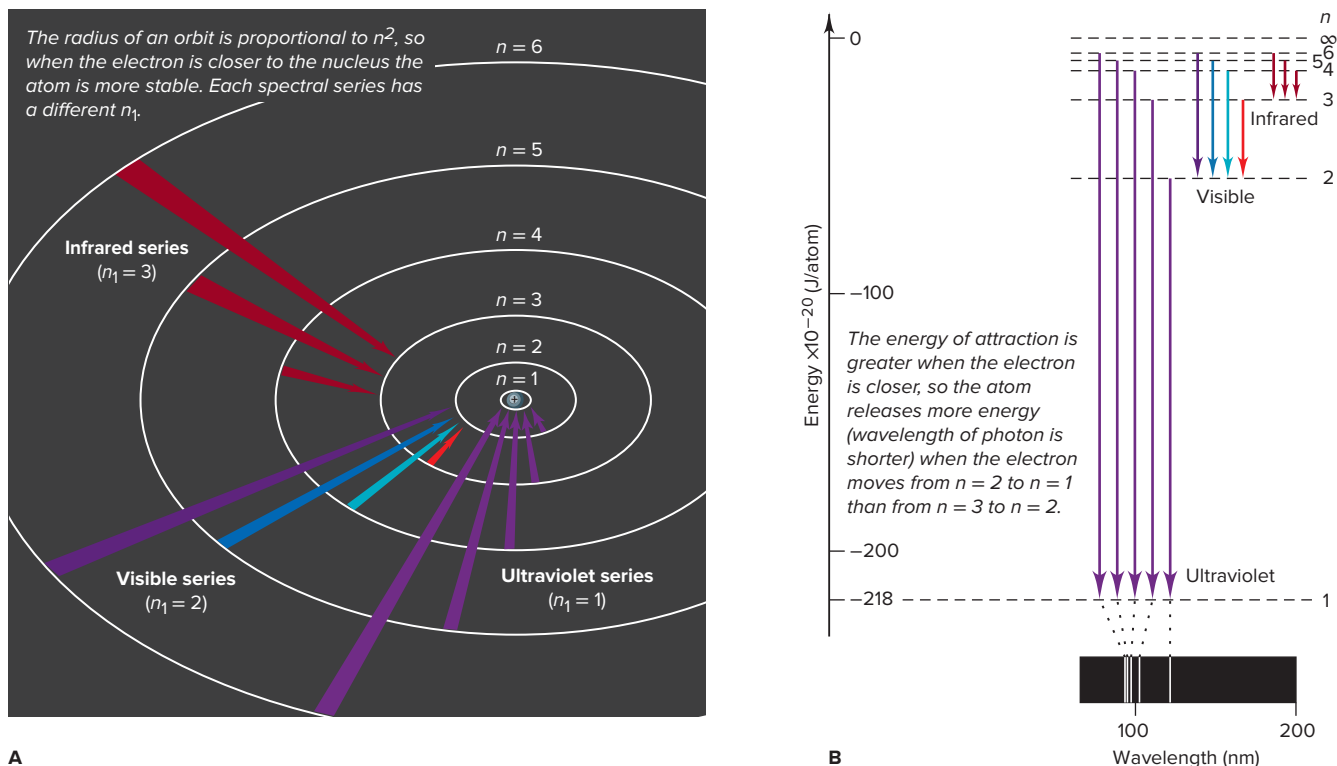 The radius of an orbit is proportional to n², so
when the electron is closer to the nucleus the
atom is more stable. Each spectral series has
a different n₁.
n = 6
n = 5
n = 4
n = 3
n = 2
n = 1
+
Infrared series
(n₁ = 3)
Visible series
(n₁ = 2)
Ultraviolet series
(n₁ = 1)
A
Energy ×10⁻²⁰ (J/atom)
0
−100
−200
−218
n
∞
6
5
4
3
2
1
Infrared
Visible
Ultraviolet
The energy of attraction is
greater when the electron
is closer, so the atom
releases more energy
(wavelength of photon is
shorter) when the electron
moves from n = 2 to n = 1
than from n = 3 to n = 2.
100
200
Wavelength (nm)
B